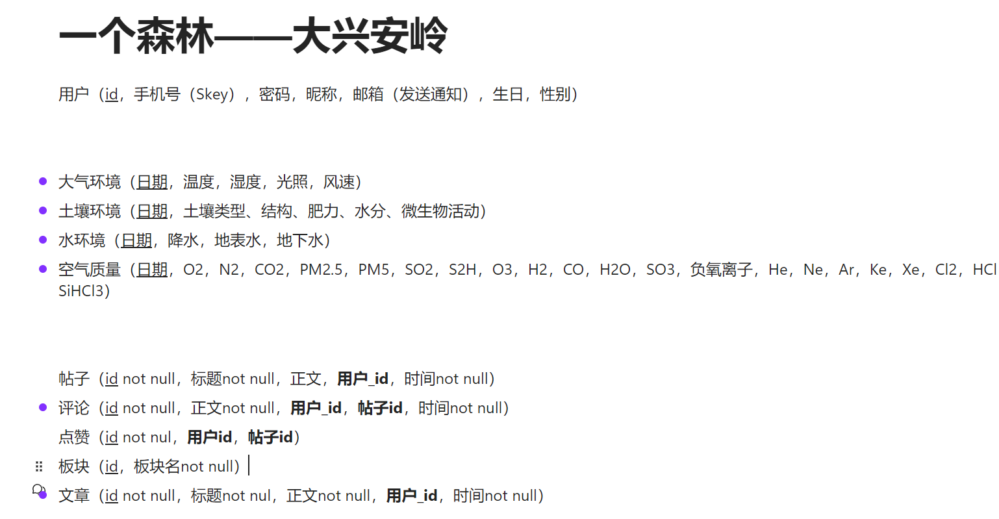 一个森林——大兴安岭
用户（id，手机号（Skey），密码，昵称，邮箱（发送通知），生日，性别）
大气环境（日期，温度，湿度，光照，风速）
土壤环境（日期，土壤类型、结构、肥力、水分、微生物活动）
水环境（日期，降水，地表水，地下水）
空气质量（日期，O2，N2，CO2，PM2.5，PM5，SO2，S2H，O3，H2，CO，H2O，SO3，负氧离子，He，Ne，Ar，Ke，Xe，Cl2，HCl
SiHCl3）
帖子（id not null，标题not null，正文，用户_id，时间not null）
评论（id not null，正文not null，用户_id，帖子id，时间not null）
点赞（id not nul，用户id，帖子id）
板块（id，板块名not null）
文章（id not null，标题not nul，正文not null，用户_id，时间not null）